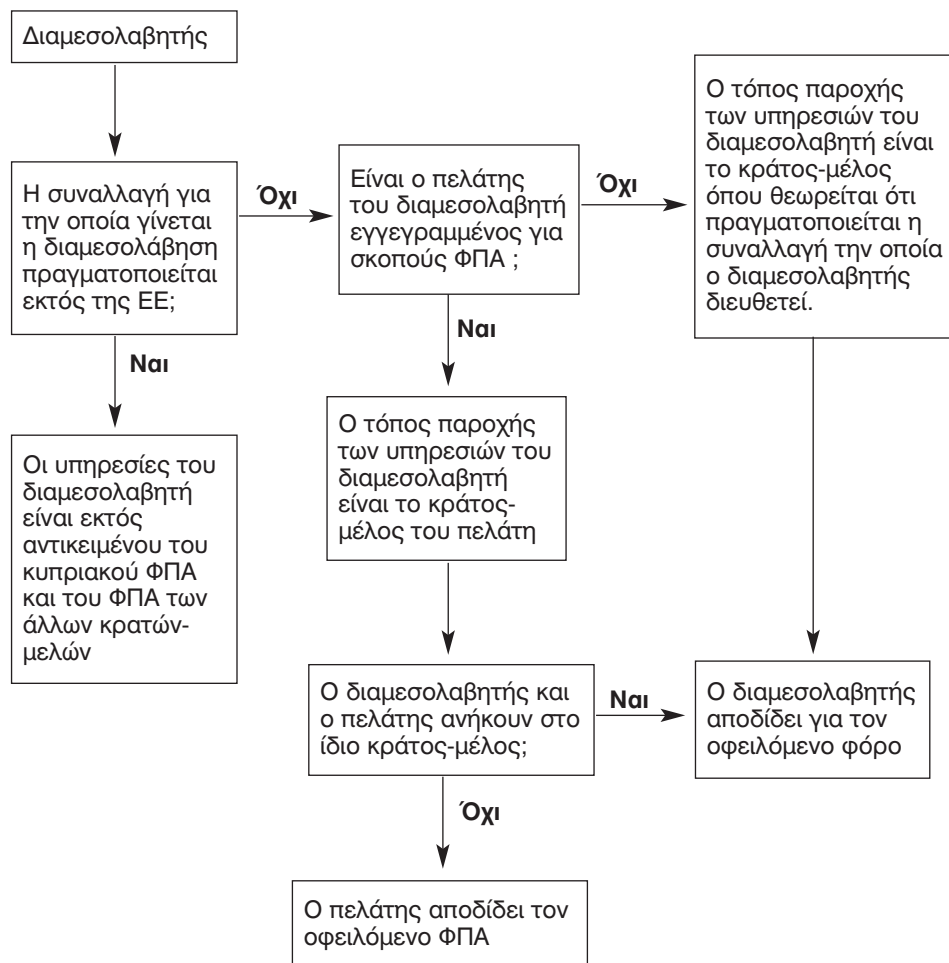 Διαμεσολαβητής
Η συναλλαγή για
την οποία γίνεται
η διαμεσολάβηση
πραγματοποιείται
εκτός της ΕΕ;
Όχι
Είναι ο πελάτης
του διαμεσολαβητή
εγγεγραμμένος για
σκοπούς ΦΠΑ ;
Όχι
Ο τόπος παροχής
των υπηρεσιών του
διαμεσολαβητή είναι
το κράτος-μέλος
όπου θεωρείται ότι
πραγματοποιείται η
συναλλαγή την οποία
ο διαμεσολαβητής
διευθετεί.
Ναι
Ναι
Οι υπηρεσίες του
διαμεσολαβητή
είναι εκτός
αντικειμένου του
κυπριακού ΦΠΑ
και του ΦΠΑ των
άλλων κρατών-
μελών
Ο τόπος παροχής
των υπηρεσιών του
διαμεσολαβητή
είναι το κράτος-
μέλος του πελάτη
Ο διαμεσολαβητής και
ο πελάτης ανήκουν στο
ίδιο κράτος-μέλος;
Ναι
Ο διαμεσολαβητής
αποδίδει για τον
οφειλόμενο φόρο
Όχι
Ο πελάτης αποδίδει τον
οφειλόμενο ΦΠΑ